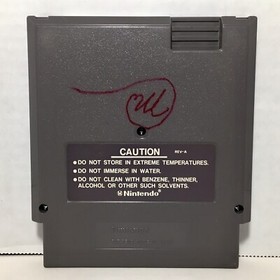 CAUTION REV-A
•DO NOT STORE IN EXTREME TEMPERATURES.
•DO NOT IMMERSE IN WATER.
•DO NOT CLEAN WITH BENZENE, THINNER,
ALCOHOL OR OTHER SUCH SOLVENTS.
Nintendo®